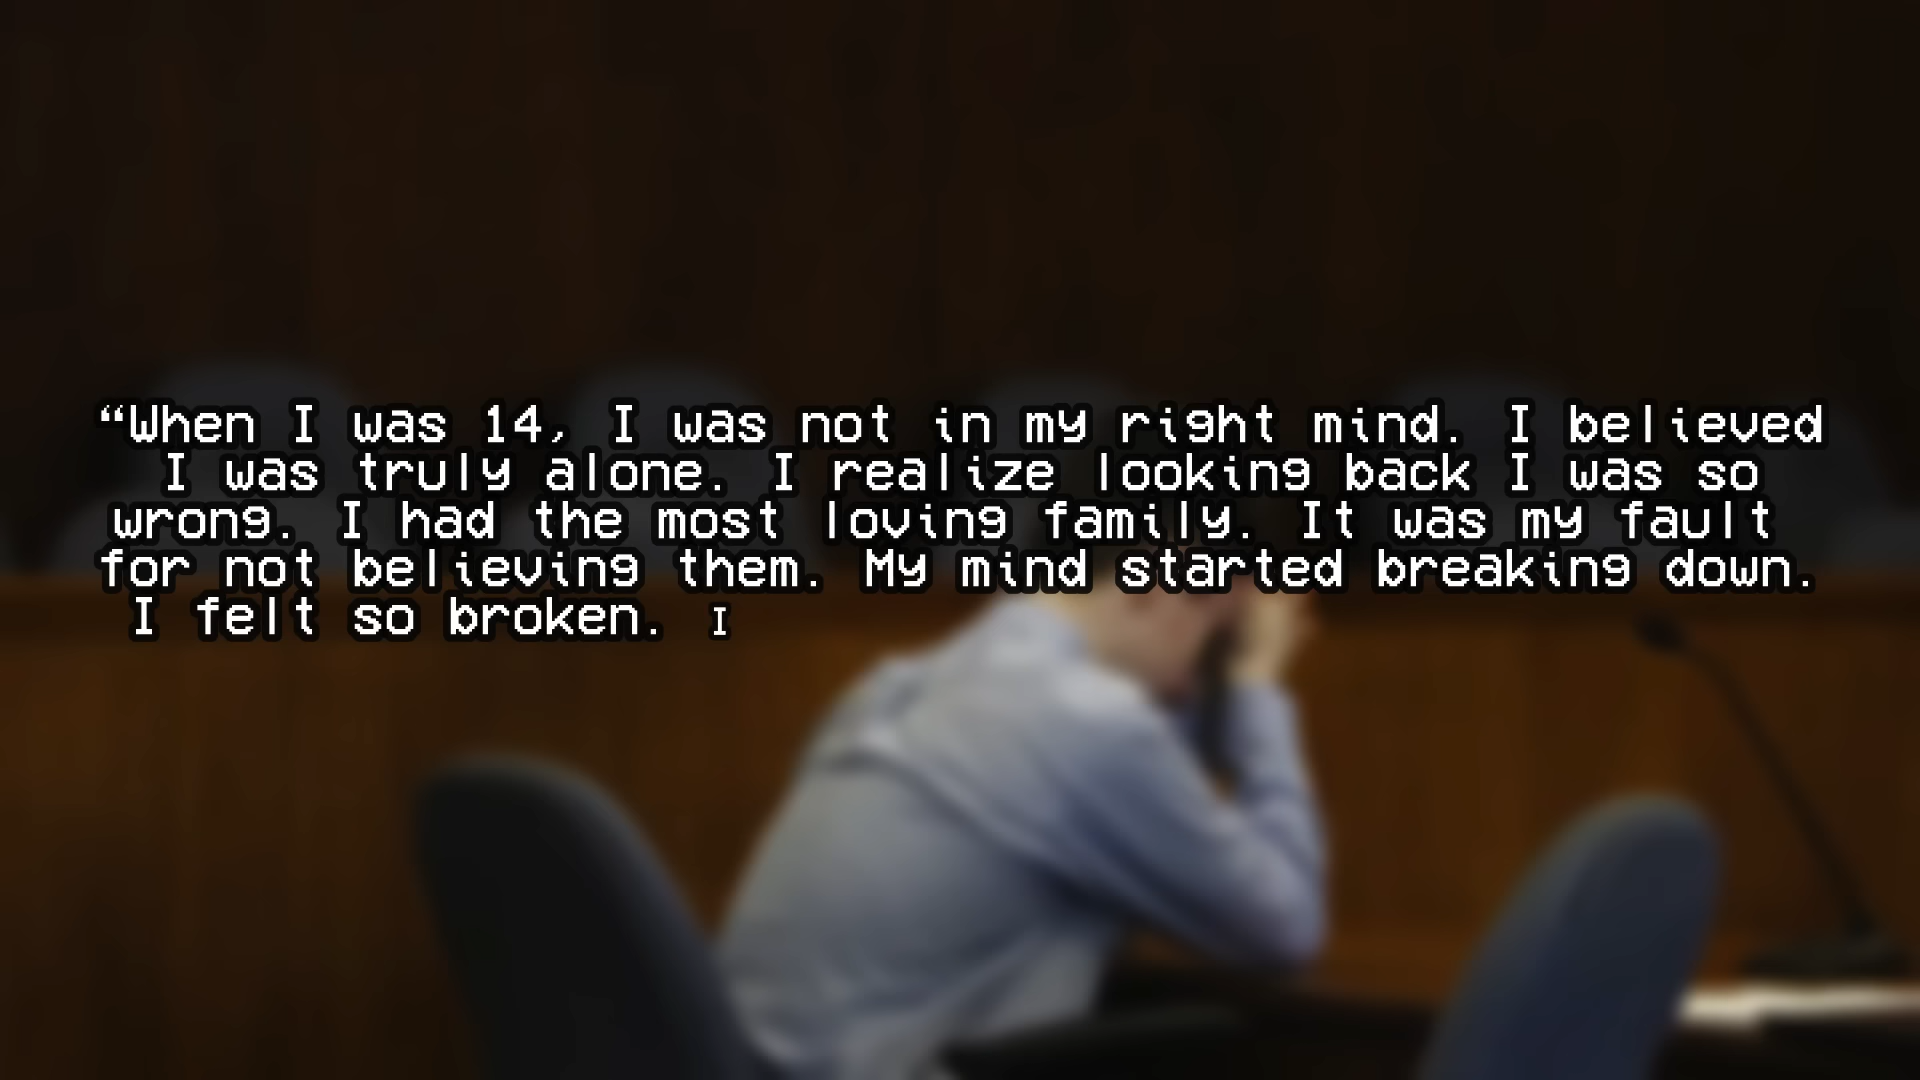 “When I was 14, I was not in my right mind. I believed
I was truly alone. I realize looking back I was so
wrong. I had the most loving family. It was my fault
for not believing them. My mind started breaking down.
I felt so broken. I